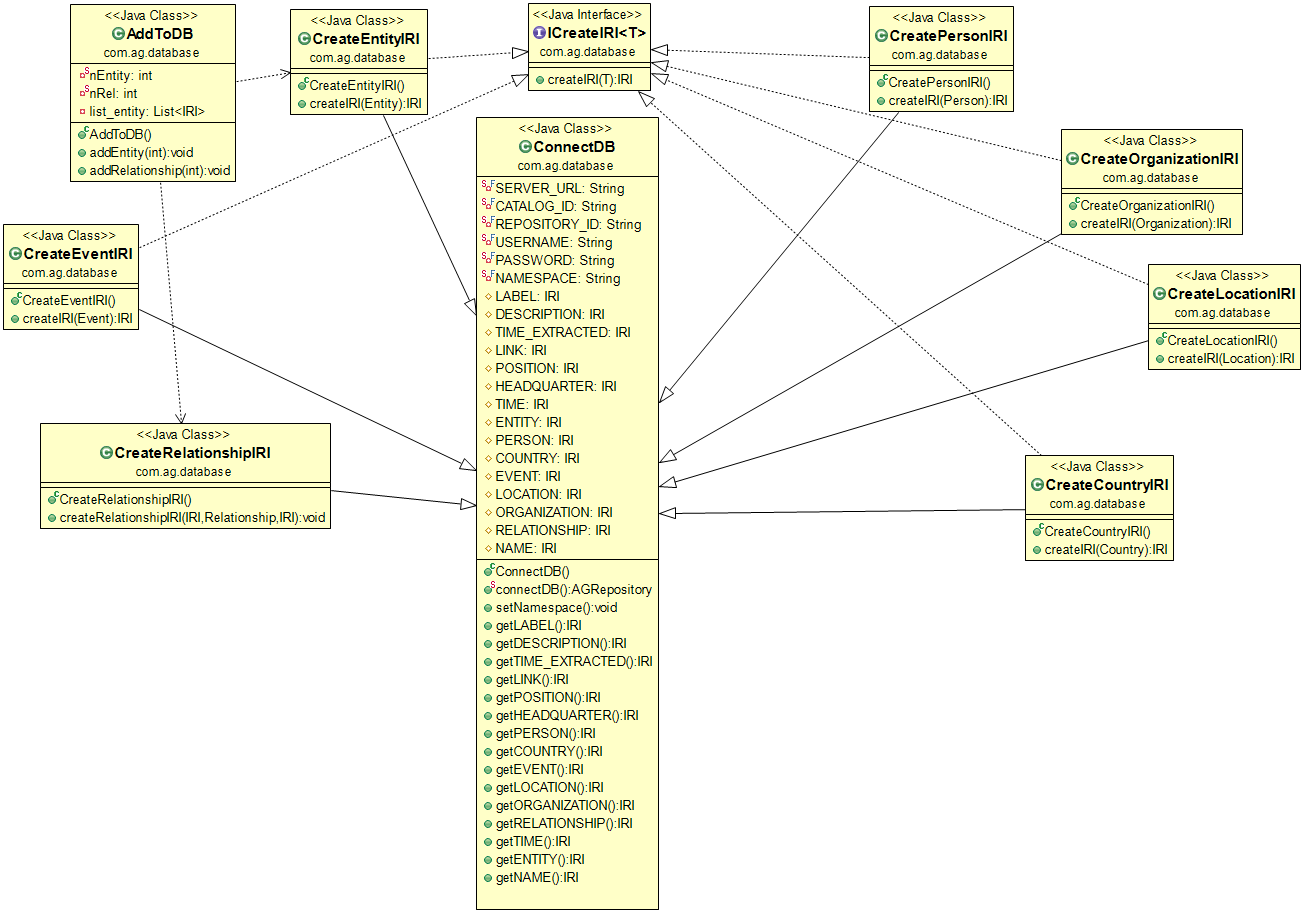 <<Java Class>>
AddToDB
com.ag.database
nEntity: int
nRel: int
list_entity: List<IRI>
AddToDB()
addEntity(int):void
addRelationship(int):void
<<Java Class>>
CreateEntityIRI
com.ag.database
CreateEntityIRI()
createIRI(Entity):IRI
<<Java Interface>>
ICreateIRI<T>
com.ag.database
createIRI(T):IRI
<<Java Class>>
CreatePersonIRI
com.ag.database
CreatePersonIRI()
createIRI(Person):IRI
<<Java Class>>
ConnectDB
com.ag.database
SERVER_URL: String
CATALOG_ID: String
REPOSITORY_ID: String
USERNAME: String
PASSWORD: String
NAMESPACE: String
LABEL: IRI
DESCRIPTION: IRI
TIME_EXTRACTED: IRI
LINK: IRI
POSITION: IRI
HEADQUARTER: IRI
TIME: IRI
ENTITY: IRI
PERSON: IRI
COUNTRY: IRI
EVENT: IRI
LOCATION: IRI
ORGANIZATION: IRI
RELATIONSHIP: IRI
NAME: IRI
ConnectDB()
connectDB():AGRepository
setNamespace():void
getLABEL():IRI
getDESCRIPTION():IRI
getTIME_EXTRACTED():IRI
getLINK():IRI
getPOSITION():IRI
getHEADQUARTER():IRI
getPERSON():IRI
getCOUNTRY():IRI
getEVENT():IRI
getLOCATION():IRI
getORGANIZATION():IRI
getRELATIONSHIP():IRI
getTIME():IRI
getENTITY():IRI
getNAME():IRI
<<Java Class>>
CreateOrganizationIRI
com.ag.database
CreateOrganizationIRI()
createIRI(Organization):IRI
<<Java Class>>
CreateEventIRI
com.ag.database
CreateEventIRI()
createIRI(Event):IRI
<<Java Class>>
CreateLocationIRI
com.ag.database
CreateLocationIRI()
createIRI(Location):IRI
<<Java Class>>
CreateRelationshipIRI
com.ag.database
CreateRelationshipIRI()
createRelationshipIRI(IRI,Relationship,IRI):void
<<Java Class>>
CreateCountryIRI
com.ag.database
CreateCountryIRI()
createIRI(Country):IRI